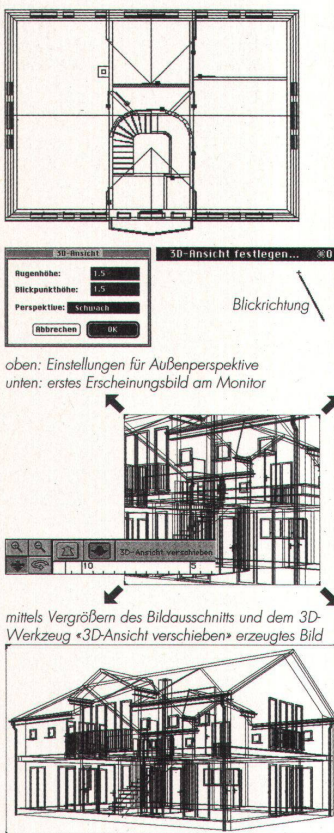 3D-Ansicht
Augenhöhe: 1.5
Blickpunkthöhe: 1.5
Perspektive: Schwach
Abbrechen OK
3D-Ansicht festlegen... ⌘0
Blickrichtung
oben: Einstellungen für Außenperspektive
unten: erstes Erscheinungsbild am Monitor
3D-Ansicht verschieben
10 5
mittels Vergrößern des Bildausschnitts und dem 3D-
Werkzeug «3D-Ansicht verschieben» erzeugtes Bild